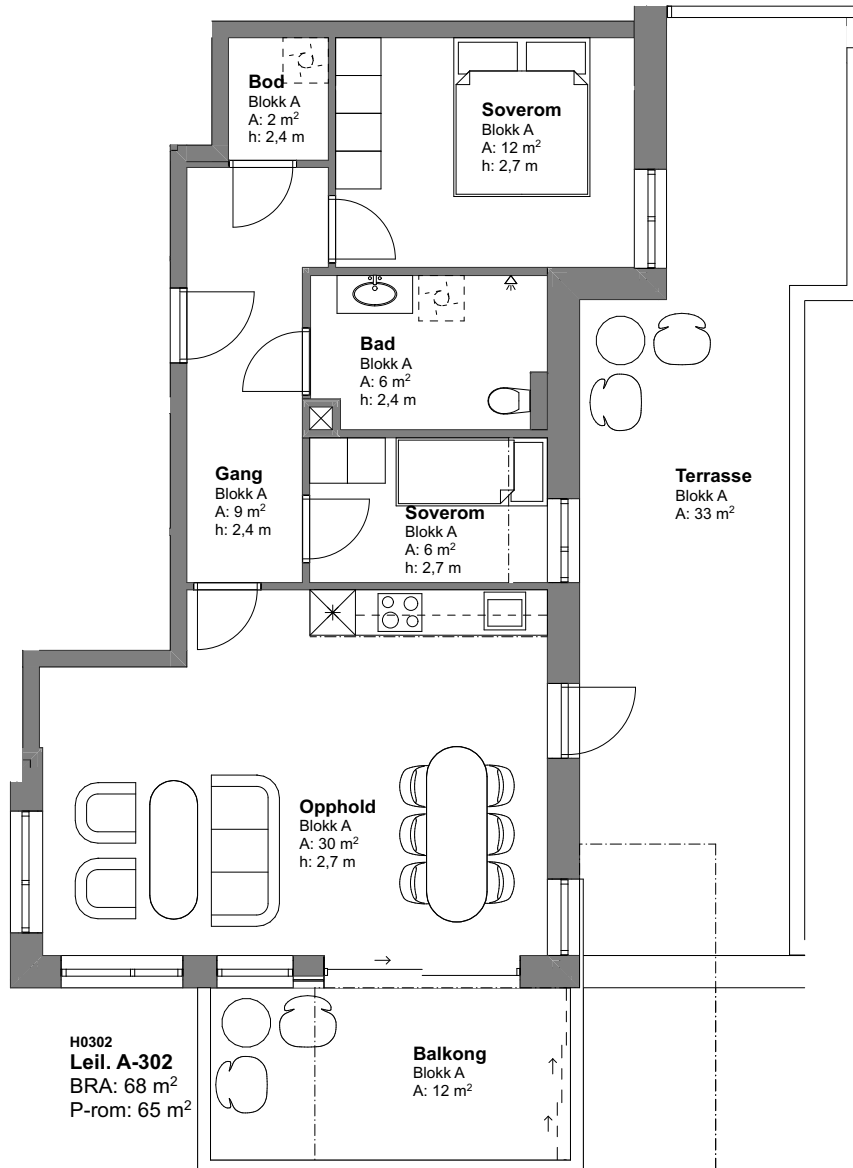 Bod
Blokk A
A: 2 m²
h: 2,4 m
Soverom
Blokk A
A: 12 m²
h: 2,7 m
Bad
Blokk A
A: 6 m²
h: 2,4 m
Gang
Blokk A
A: 9 m²
h: 2,4 m
Soverom
Blokk A
A: 6 m²
h: 2,7 m
Terrasse
Blokk A
A: 33 m²
Opphold
Blokk A
A: 30 m²
h: 2,7 m
Balkong
Blokk A
A: 12 m²
H0302
Leil. A-302
BRA: 68 m²
P-rom: 65 m²